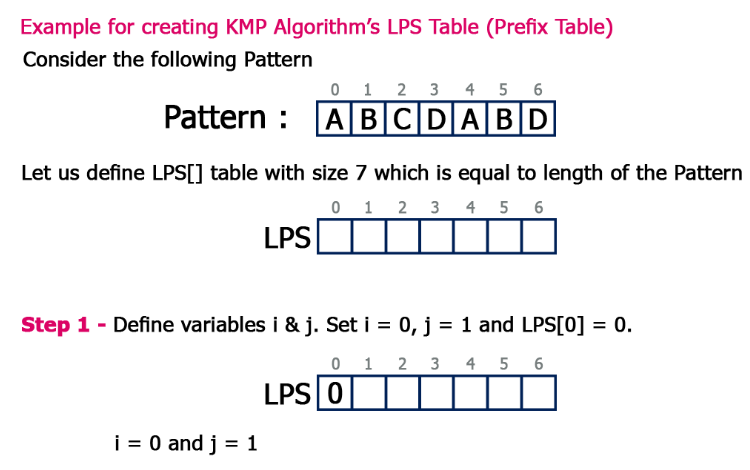 Example for creating KMP Algorithm's LPS Table (Prefix Table)
Consider the following Pattern
0 1 2 3 4 5 6
Pattern : A B C D A B D
Let us define LPS[] table with size 7 which is equal to length of the Pattern
0 1 2 3 4 5 6
LPS
Step 1 - Define variables i & j. Set i = 0, j = 1 and LPS[0] = 0.
0 1 2 3 4 5 6
LPS 0
i = 0 and j = 1